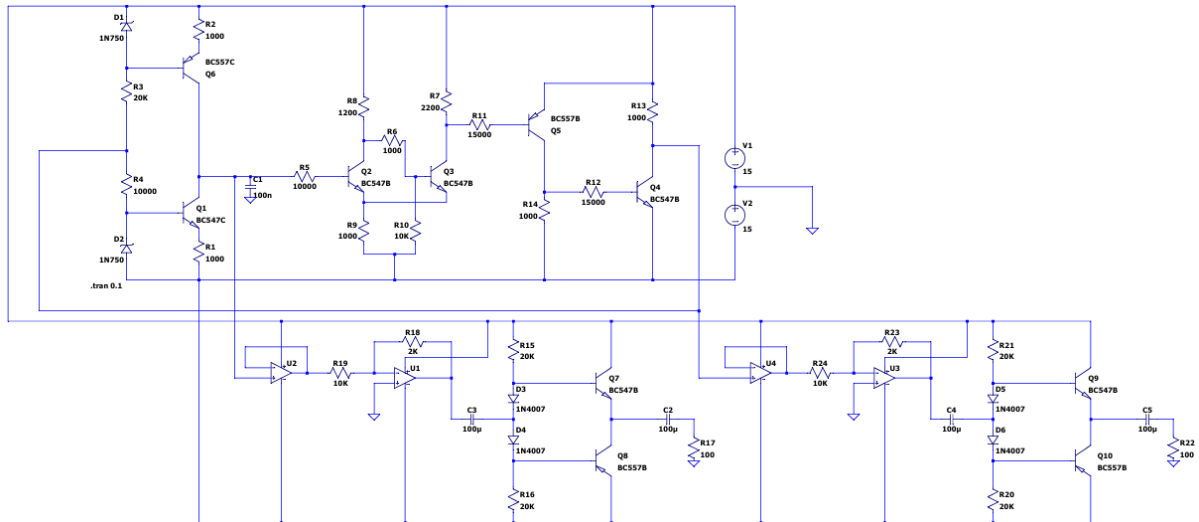 D1
1N750
R2
1000
BC557C
Q6
R3
20K
R4
10000
Q1
BC547C
D2
1N750
R1
1000
.tran 0.1
C1
100n
R5
10000
R8
1200
R6
1000
Q2
BC547B
R9
1000
R10
10K
R7
2200
Q3
BC547B
R11
15000
BC557B
Q5
R14
1000
R12
15000
R13
1000
Q4
BC547B
V1
15
V2
15
U2
R19
10K
R18
2K
U1
C3
100µ
R15
20K
D3
1N4007
D4
1N4007
R16
20K
Q7
BC547B
Q8
BC557B
C2
100µ
R17
100
U4
R24
10K
R23
2K
U3
C4
100µ
R21
20K
D5
1N4007
D6
1N4007
R20
20K
Q9
BC547B
Q10
BC557B
C5
100µ
R22
100